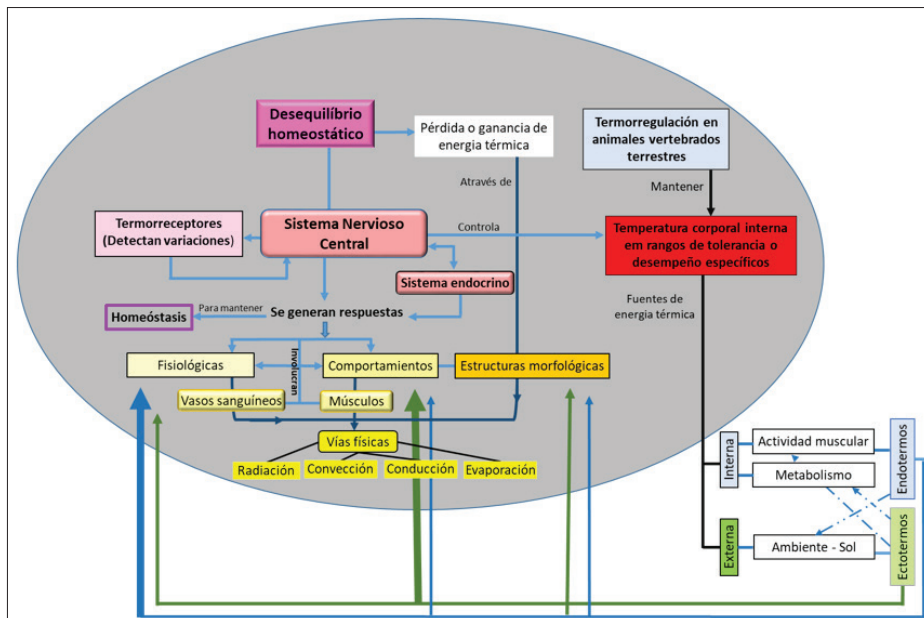 Desequilíbrio
homeostático
Pérdida o ganancia de
energia térmica
Termorregulación en
animales vertebrados
terrestres
Através de
Mantener
Termorreceptores
(Detectan variaciones)
Sistema Nervioso
Central
Controla
Temperatura corporal interna
em rangos de tolerancia o
desempeño específicos
Sistema endocrino
Homeóstasis
Para mantener
Se generan respuestas
Fuentes de
energía térmica
Fisiológicas
Involucran
Comportamientos
Estructuras morfológicas
Vasos sanguíneos
Músculos
Vías físicas
Radiación
Convección
Conducción
Evaporación
Interna
Actividad muscular
Metabolismo
Endotermos
Externa
Ambiente - Sol
Ectotermos